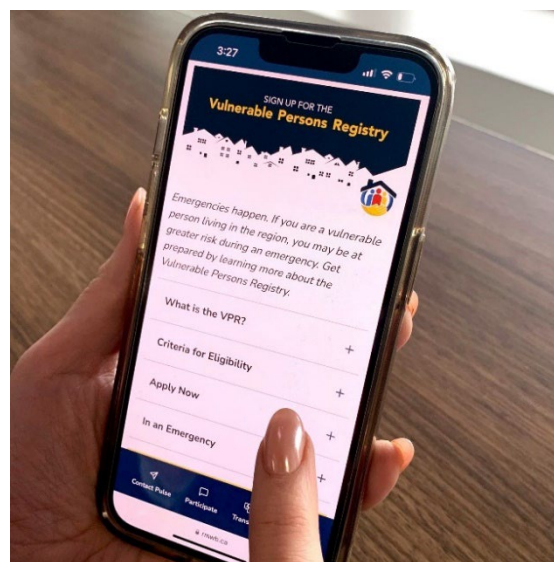 3:27
SIGN UP FOR THE
Vulnerable Persons Registry
Emergencies happen. If you are a vulnerable
person living in the region, you may be at
greater risk during an emergency. Get
prepared by learning more about the
Vulnerable Persons Registry.
What is the VPR?
+
Criteria for Eligibility
+
Apply Now
+
In an Emergency
+
Contact Pulse
Participate
rmwb.ca